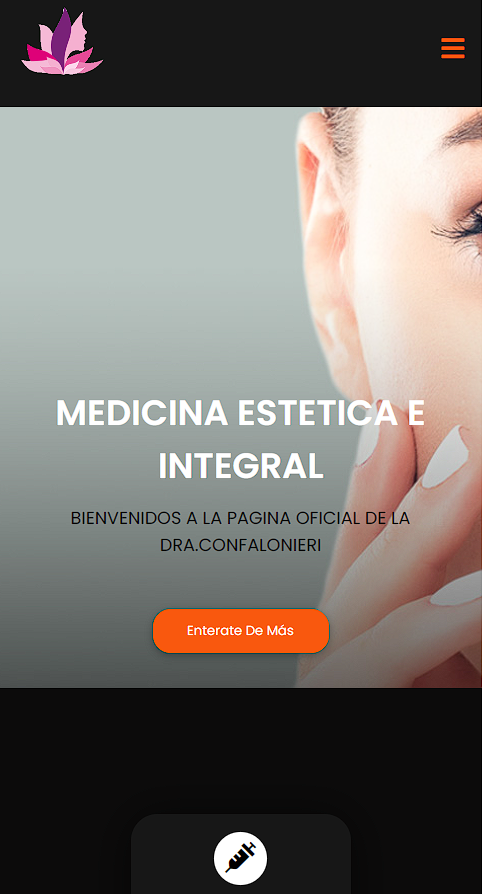 MEDICINA ESTETICA E
INTEGRAL
BIENVENIDOS A LA PAGINA OFICIAL DE LA
DRA.CONFALONIERI
Enterate De Más